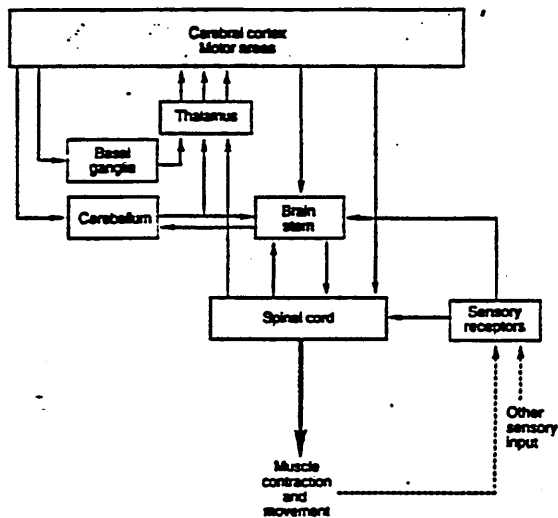 Cerebral cortex
Motor areas
Thalamus
Basal
ganglia
Cerebellum
Brain
stem
Spinal cord
Sensory
receptors
Other
sensory
input
Muscle
contraction
and
movement